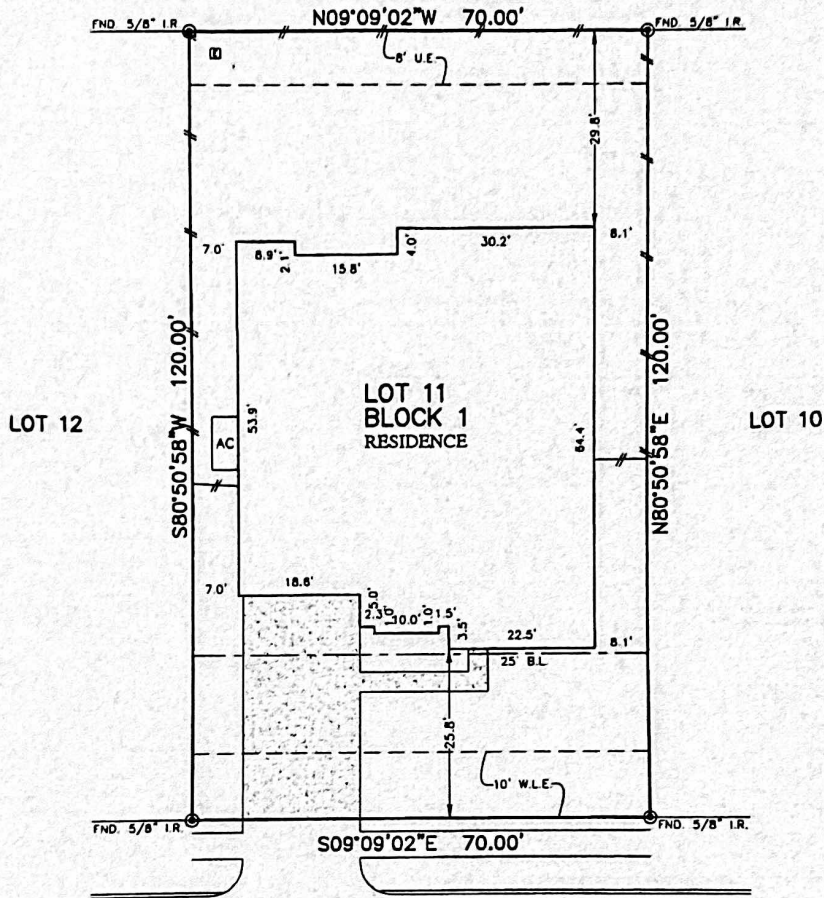 N09°09'02"W 70.00'
FND. 5/8" I.R.
FND. 5/8" I.R.
8' U.E.
E
29.8'
7.0'
8.9'
2.1'
15.8'
4.0'
30.2'
8.1'
S80°50'58"W 120.00'
N80°50'58"E 120.00'
LOT 12
LOT 11
BLOCK 1
RESIDENCE
LOT 10
AC
53.9'
64.4'
7.0'
18.6'
5.0'
2.3'
1.0'
10.0'
1.0'
1.5'
3.5'
22.5'
8.1'
25' B.L.
25.8'
10' W.L.E.
FND. 5/8" I.R.
FND. 5/8" I.R.
S09°09'02"E 70.00'